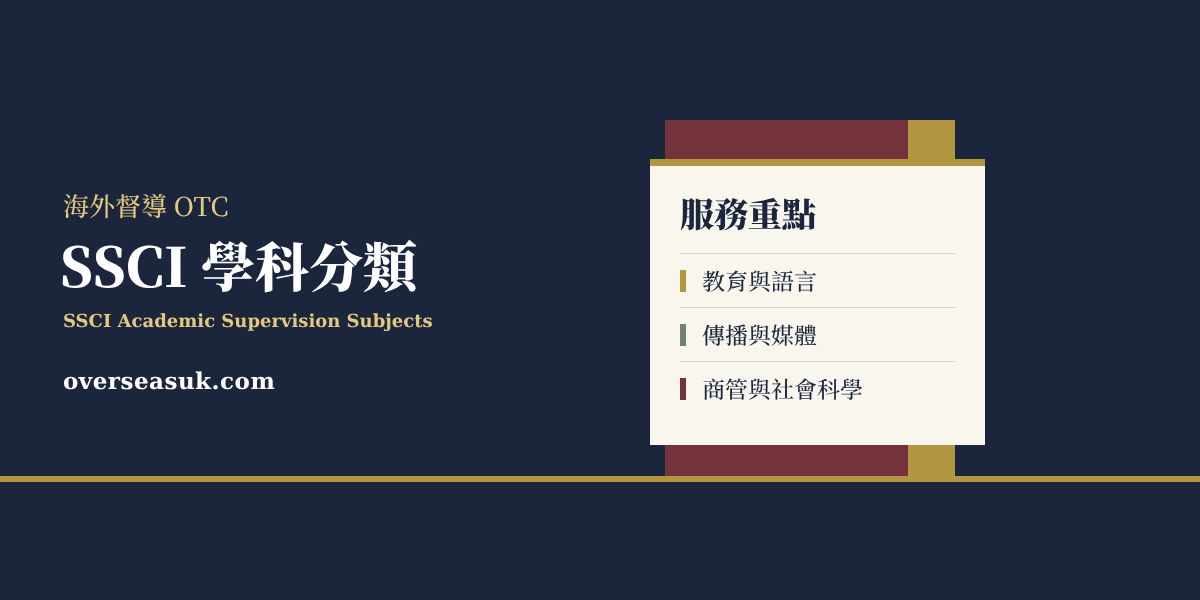 海外督導 OTC
SSCI 學科分類
SSCI Academic Supervision Subjects
overseasuk.com
服務重點
教育與語言
傳播與媒體
商管與社會科學